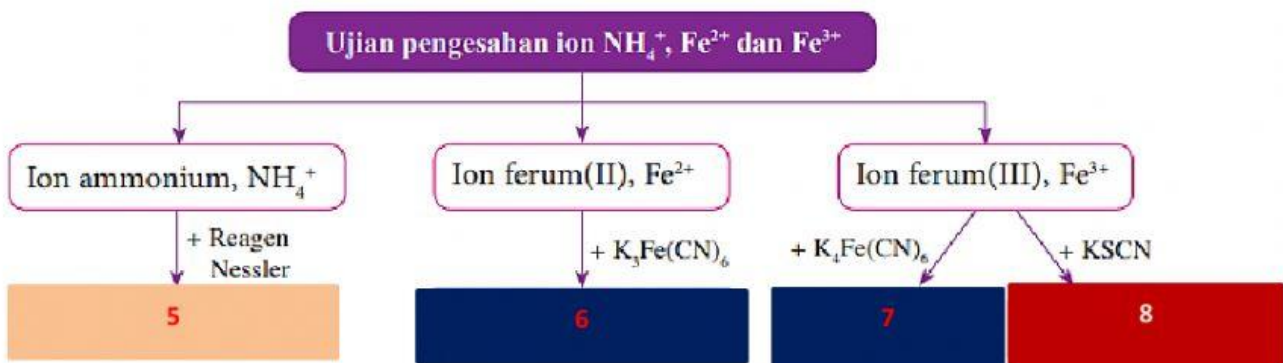 Ujian pengesahan ion NH₄⁺, Fe²⁺ dan Fe³⁺
Ion ammonium, NH₄⁺
Ion ferum(II), Fe²⁺
Ion ferum(III), Fe³⁺
+ Reagen
Nessler
+ K₃Fe(CN)₆
+ K₄Fe(CN)₆
+ KSCN
5
6
7
8